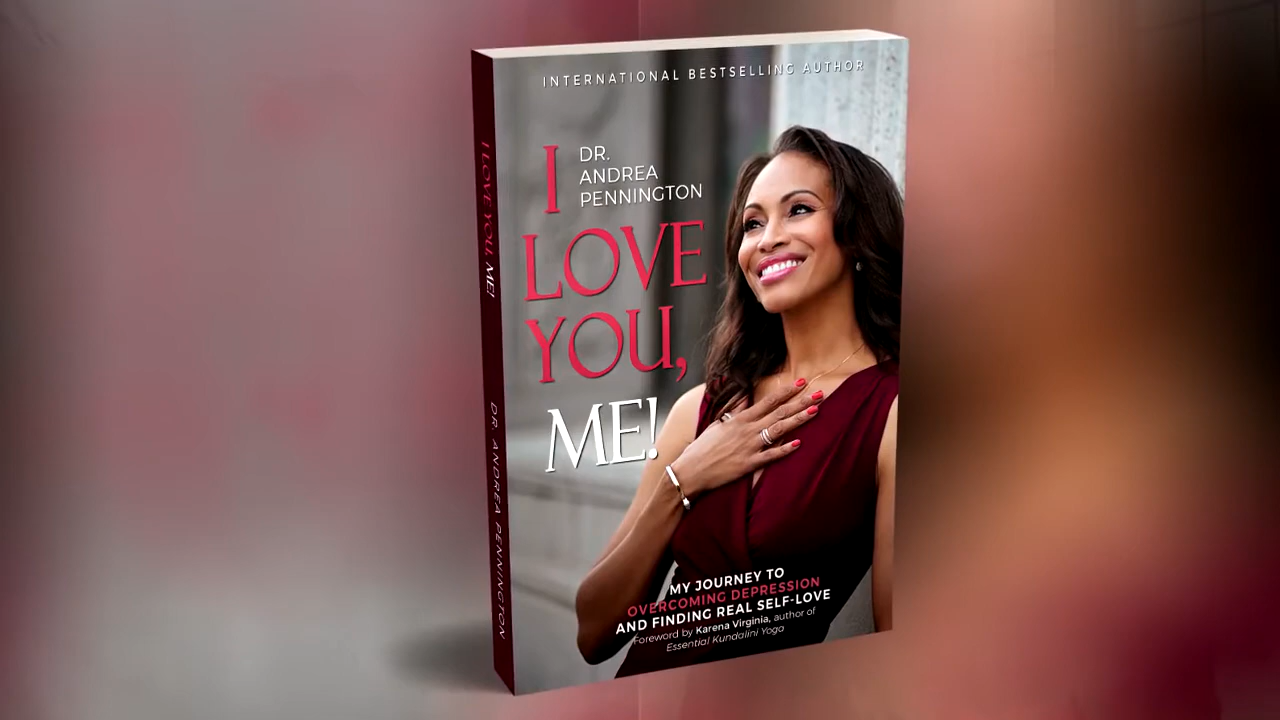 INTERNATIONAL BESTSELLING AUTHOR
I
DR.
ANDREA
PENNINGTON
LOVE
YOU,
ME!
MY JOURNEY TO
OVERCOMING DEPRESSION
AND FINDING REAL SELF-LOVE
Foreword by Karena Virginia, author of
Essential Kundalini Yoga
I LOVE YOU, ME!
DR. ANDREA PENNINGTON